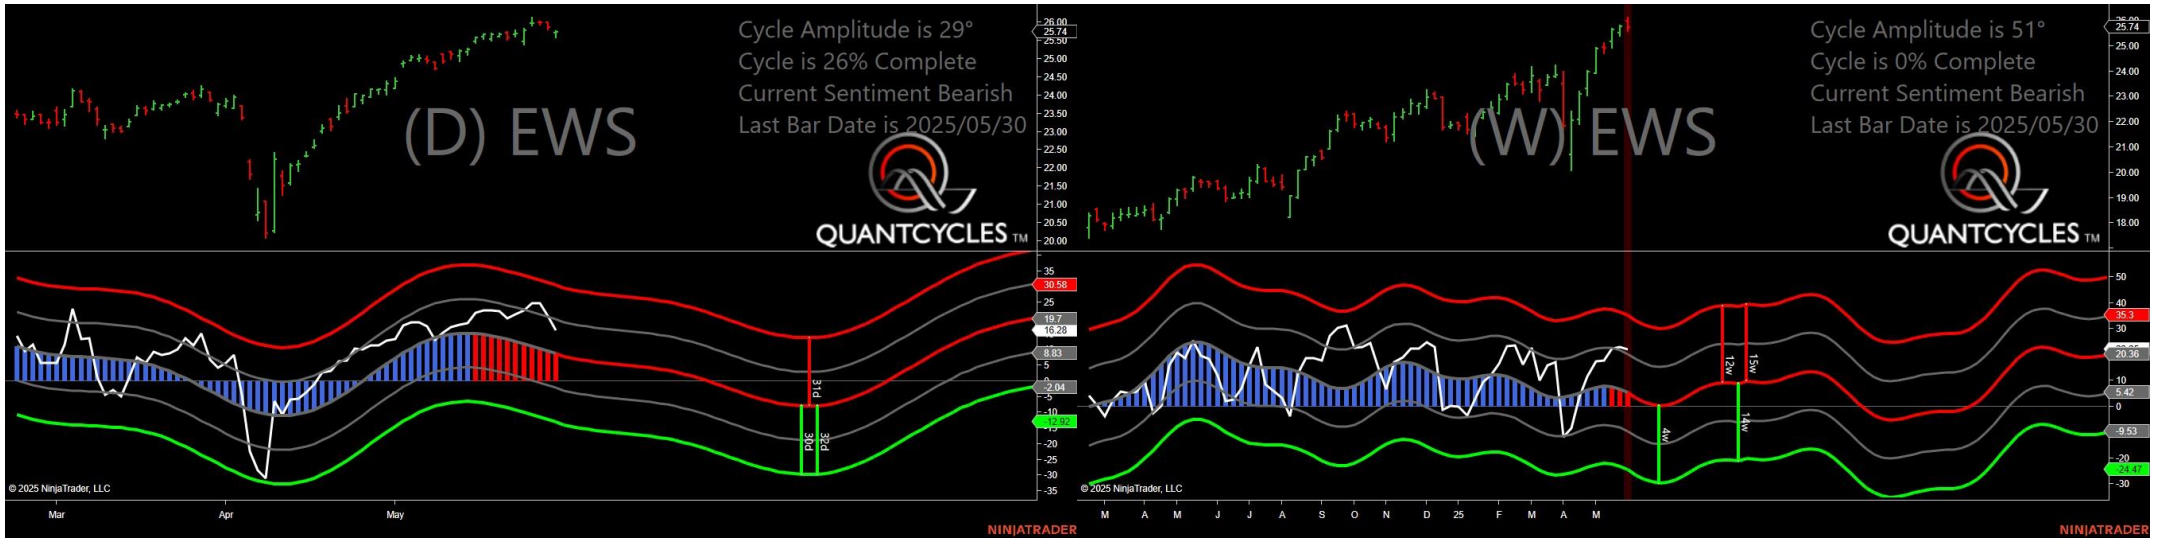 Cycle Amplitude is 29°
Cycle is 26% Complete
Current Sentiment Bearish
Last Bar Date is 2025/05/30
(D) EWS
QUANTCYCLES TM
26.00
25.74
25.50
25.00
24.50
24.00
23.50
23.00
22.50
22.00
21.50
21.00
20.50
20.00
35
30.58
25
19.7
16.28
8.83
5
-2.04
-5
-10
-12.92
-20
-25
-30
-35
31d
30d
32d
© 2025 NinjaTrader, LLC
Mar
Apr
May
NINJATRADER
Cycle Amplitude is 51°
Cycle is 0% Complete
Current Sentiment Bearish
Last Bar Date is 2025/05/30
(W) EWS
QUANTCYCLES TM
26.00
25.74
25.00
24.00
23.00
22.00
21.00
20.00
19.00
18.00
50
40
35.3
30
20.36
10
5.42
0
-9.53
-20
-24.47
-30
4w
12w
15w
14w
© 2025 NinjaTrader, LLC
M
A
M
J
J
A
S
O
N
D
25
F
M
A
M
NINJATRADER